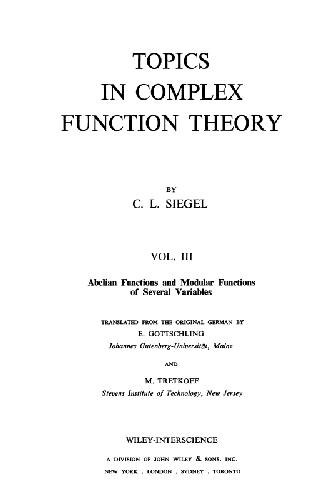 TOPICS
IN COMPLEX
FUNCTION THEORY
BY
C. L. SIEGEL
VOL. III
Abelian Functions and Modular Functions
of Several Variables
TRANSLATED FROM THE ORIGINAL GERMAN BY
E. GOTTSCHLING
Johannes Gutenberg-Universität, Mainz
AND
M. TRETKOFF
Stevens Institute of Technology, New Jersey
WILEY-INTERSCIENCE
A DIVISION OF JOHN WILEY & SONS, INC.
NEW YORK . LONDON . SYDNEY . TORONTO